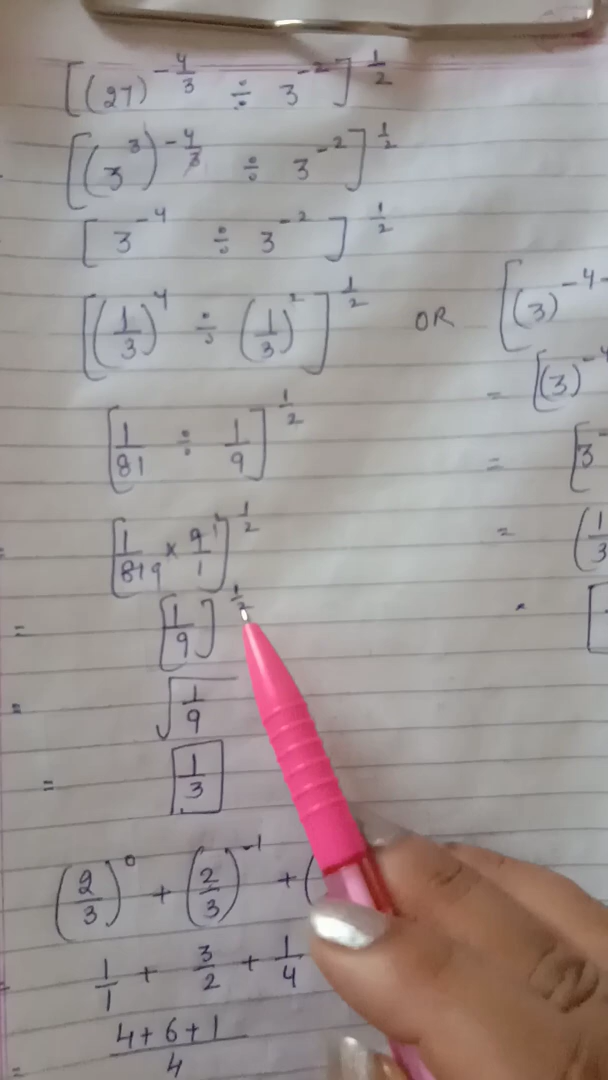 [(27)^{-4/3} ÷ 3^{-2}]^{1/2}
[(3^3)^{-4/3} ÷ 3^{-2}]^{1/2}
[3^{-4} ÷ 3^{-2}]^{1/2}
[(1/3)^4 ÷ (1/3)^2]^{1/2} OR [(3)^{-4-
= [(3)^{-4
[1/81 ÷ 1/9]^{1/2}
= [3^-
= [1/81 9 × 9 1/1]^{1/2}
= (1/3
= [1/9]^{1/2}
= √1/9
= 1/3
(2/3)^0 + (2/3)^{-1} + (
= 1/1 + 3/2 + 1/4
= 4+6+1/4